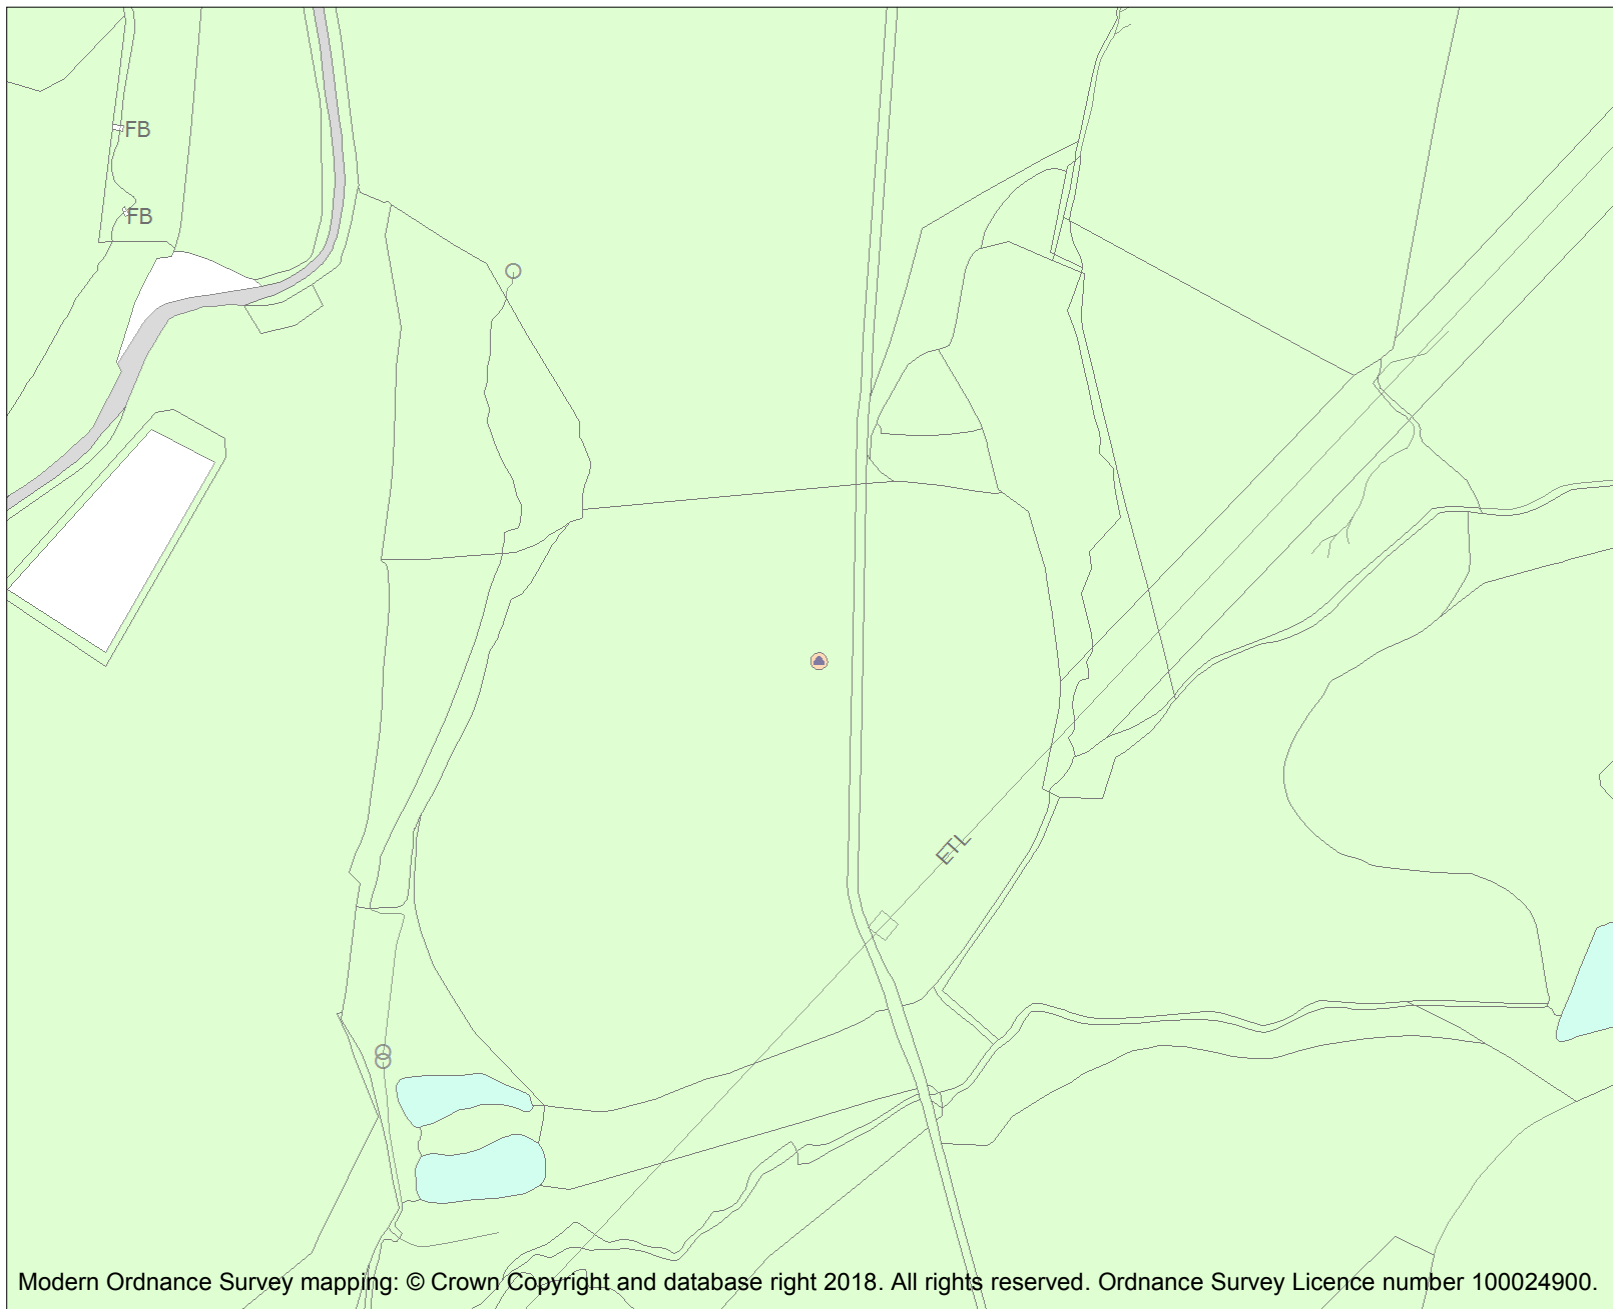 FB
FB
ETL
Modern Ordnance Survey mapping: © Crown Copyright and database right 2018. All rights reserved. Ordnance Survey Licence number 100024900.